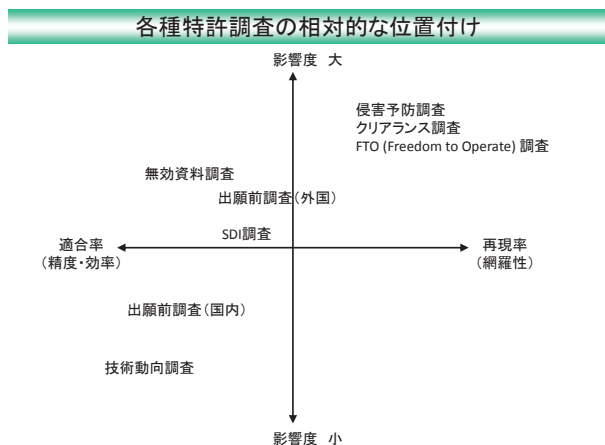 各種特許調査の相対的な位置付け
影響度 大
侵害予防調査
クリアランス調査
FTO (Freedom to Operate) 調査
無効資料調査
出願前調査(外国)
SDI調査
適合率
(精度・効率)
再現率
(網羅性)
出願前調査(国内)
技術動向調査
影響度 小